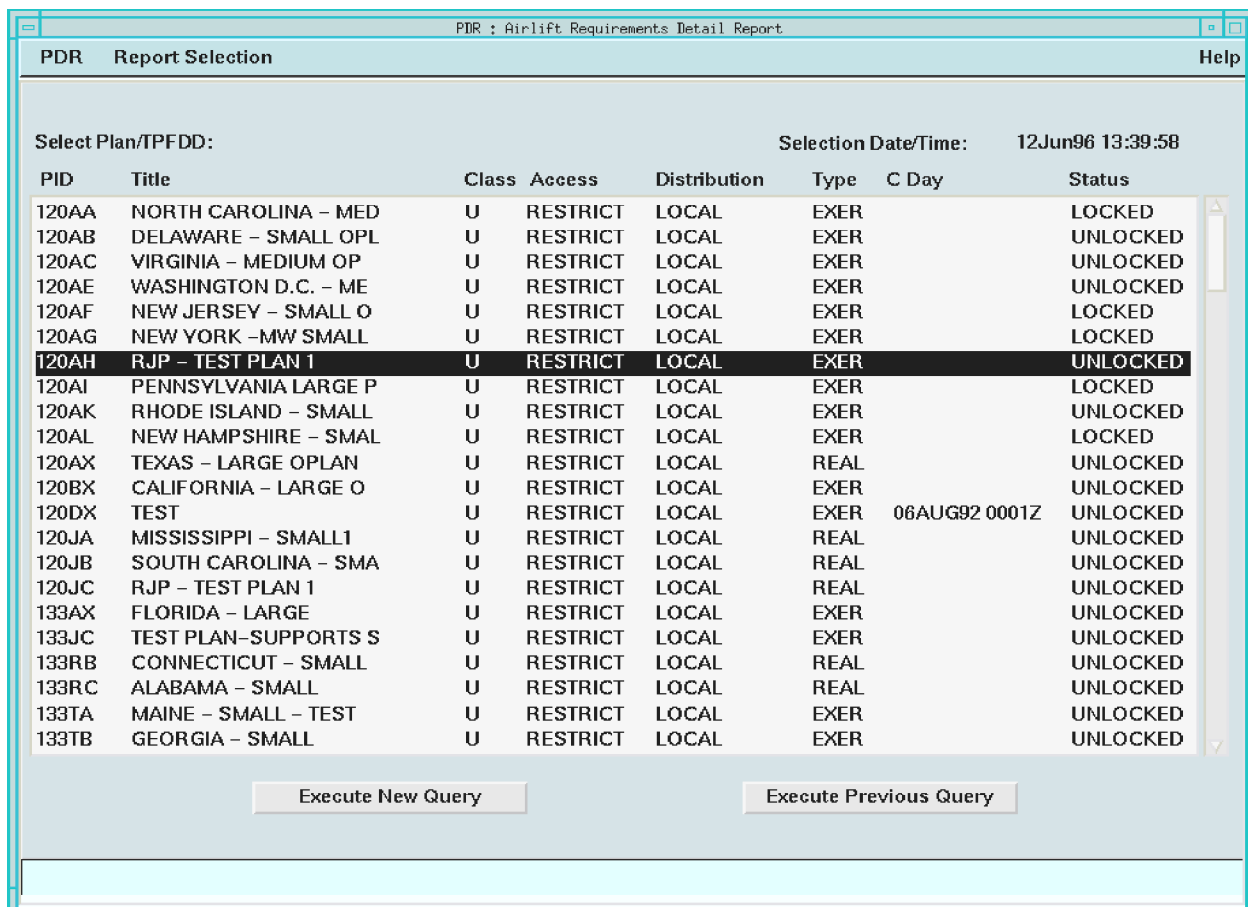 PDR : Airlift Requirements Detail Report
PDR Report Selection Help
Select Plan/TPFDD: Selection Date/Time: 12Jun96 13:39:58
PID Title Class Access Distribution Type C Day Status
120AA NORTH CAROLINA – MED U RESTRICT LOCAL EXER LOCKED
120AB DELAWARE – SMALL OPL U RESTRICT LOCAL EXER UNLOCKED
120AC VIRGINIA – MEDIUM OP U RESTRICT LOCAL EXER UNLOCKED
120AE WASHINGTON D.C. – ME U RESTRICT LOCAL EXER UNLOCKED
120AF NEW JERSEY – SMALL O U RESTRICT LOCAL EXER LOCKED
120AG NEW YORK –MW SMALL U RESTRICT LOCAL EXER LOCKED
120AH RJP – TEST PLAN 1 U RESTRICT LOCAL EXER UNLOCKED
120AI PENNSYLVANIA LARGE P U RESTRICT LOCAL EXER LOCKED
120AK RHODE ISLAND – SMALL U RESTRICT LOCAL EXER UNLOCKED
120AL NEW HAMPSHIRE – SMAL U RESTRICT LOCAL EXER LOCKED
120AX TEXAS – LARGE OPLAN U RESTRICT LOCAL REAL UNLOCKED
120BX CALIFORNIA – LARGE O U RESTRICT LOCAL EXER UNLOCKED
120DX TEST U RESTRICT LOCAL EXER 06AUG92 0001Z UNLOCKED
120JA MISSISSIPPI – SMALL1 U RESTRICT LOCAL REAL UNLOCKED
120JB SOUTH CAROLINA – SMA U RESTRICT LOCAL REAL UNLOCKED
120JC RJP – TEST PLAN 1 U RESTRICT LOCAL REAL UNLOCKED
133AX FLORIDA – LARGE U RESTRICT LOCAL EXER UNLOCKED
133JC TEST PLAN–SUPPORTS S U RESTRICT LOCAL EXER UNLOCKED
133RB CONNECTICUT – SMALL U RESTRICT LOCAL REAL UNLOCKED
133RC ALABAMA – SMALL U RESTRICT LOCAL REAL UNLOCKED
133TA MAINE – SMALL – TEST U RESTRICT LOCAL EXER UNLOCKED
133TB GEORGIA – SMALL U RESTRICT LOCAL EXER UNLOCKED
Execute New Query Execute Previous Query